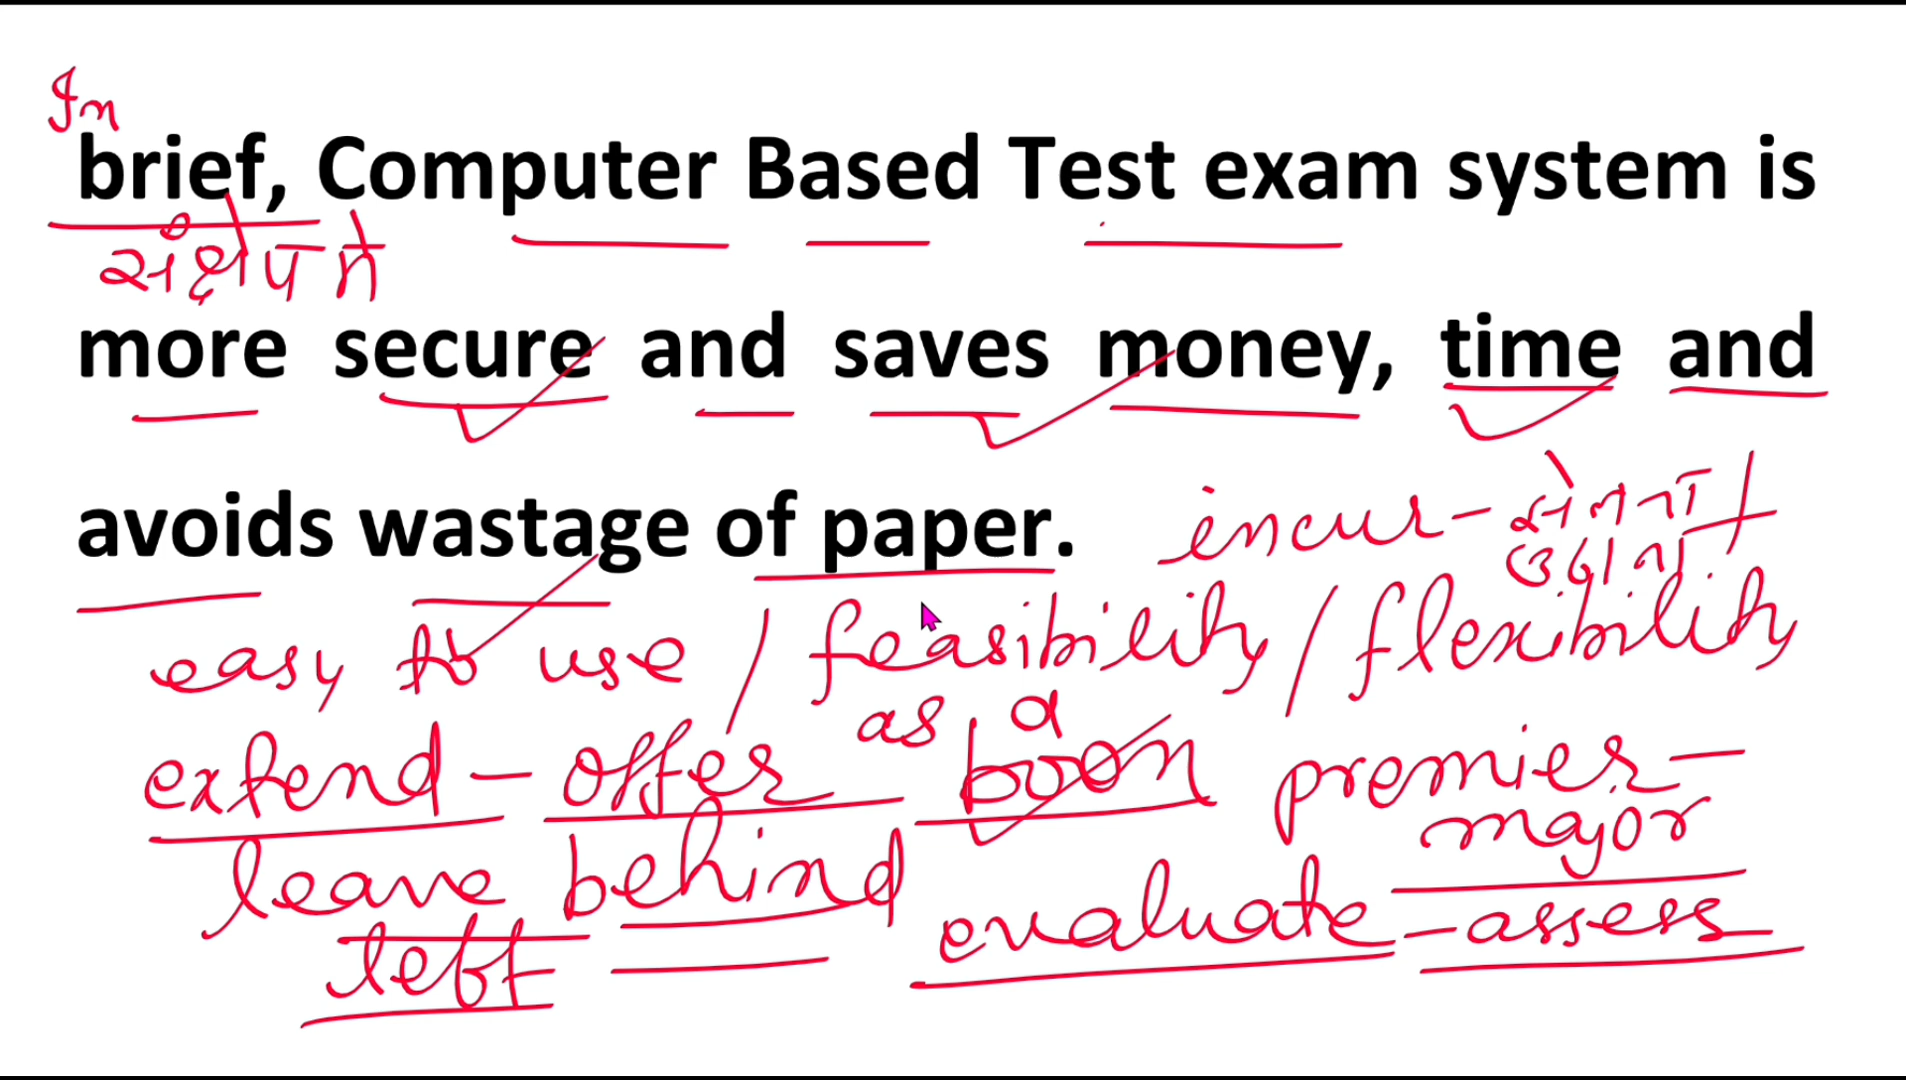 In
brief, Computer Based Test exam system is
संक्षेप में
more secure and saves money, time and
avoids wastage of paper. incur - झेलना /
उठाना
easy to use / feasibility / flexibility
as a
extend - offer boon premier -
major
leave behind
evaluate - assess
left